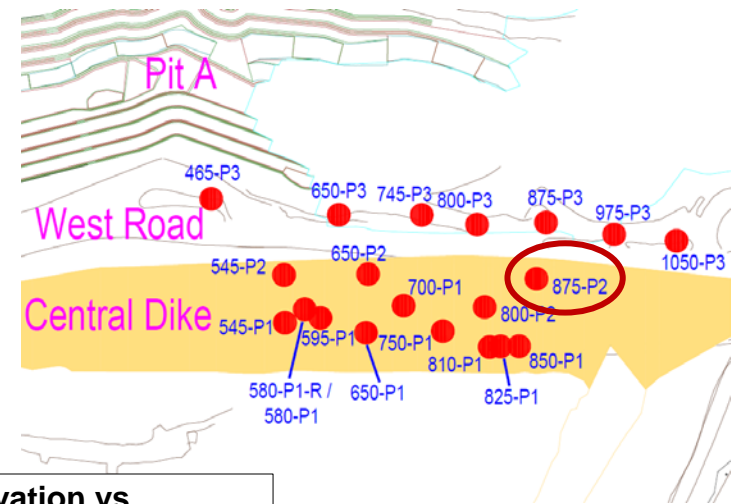 Pit A
465-P3
650-P3
745-P3
800-P3
875-P3
975-P3
1050-P3
West Road
545-P2
650-P2
875-P2
700-P1
800-P2
Central Dike
545-P1
595-P1
750-P1
810-P1
850-P1
580-P1-R /
580-P1
650-P1
825-P1
vation vs